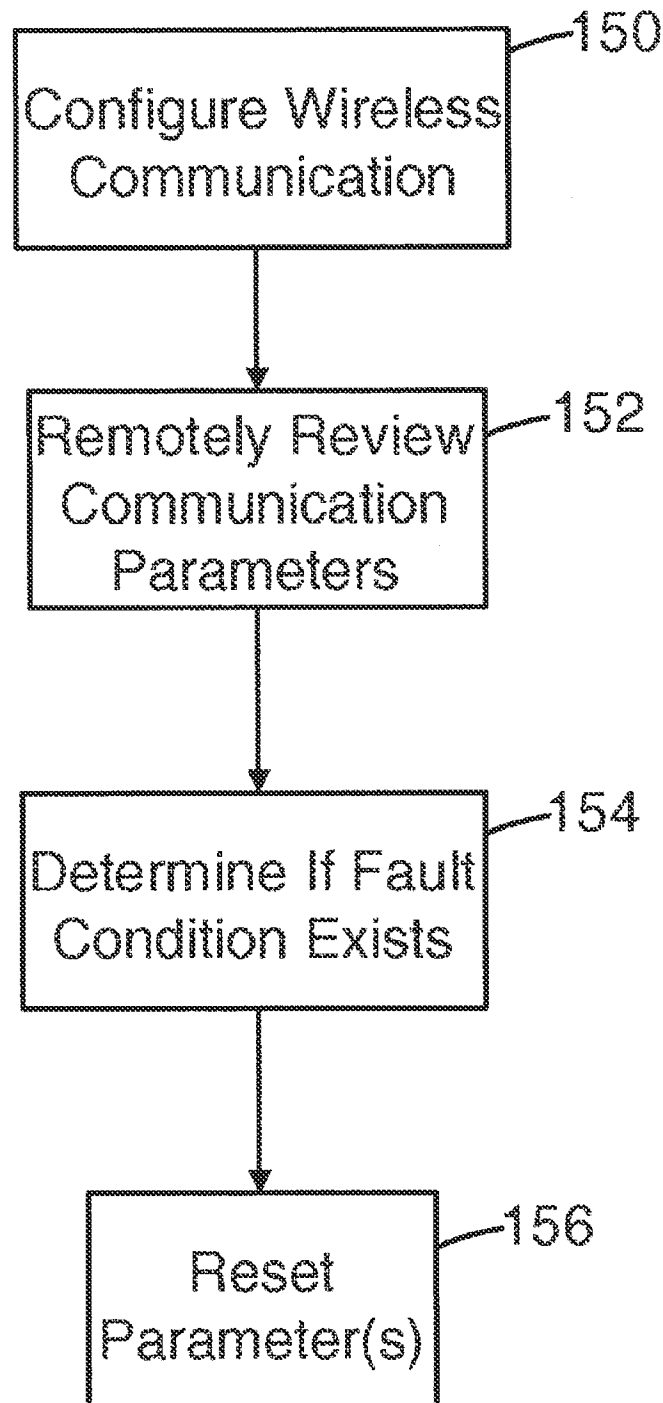 150
Configure Wireless
Communication
152
Remotely Review
Communication
Parameters
154
Determine If Fault
Condition Exists
156
Reset
Parameter(s)